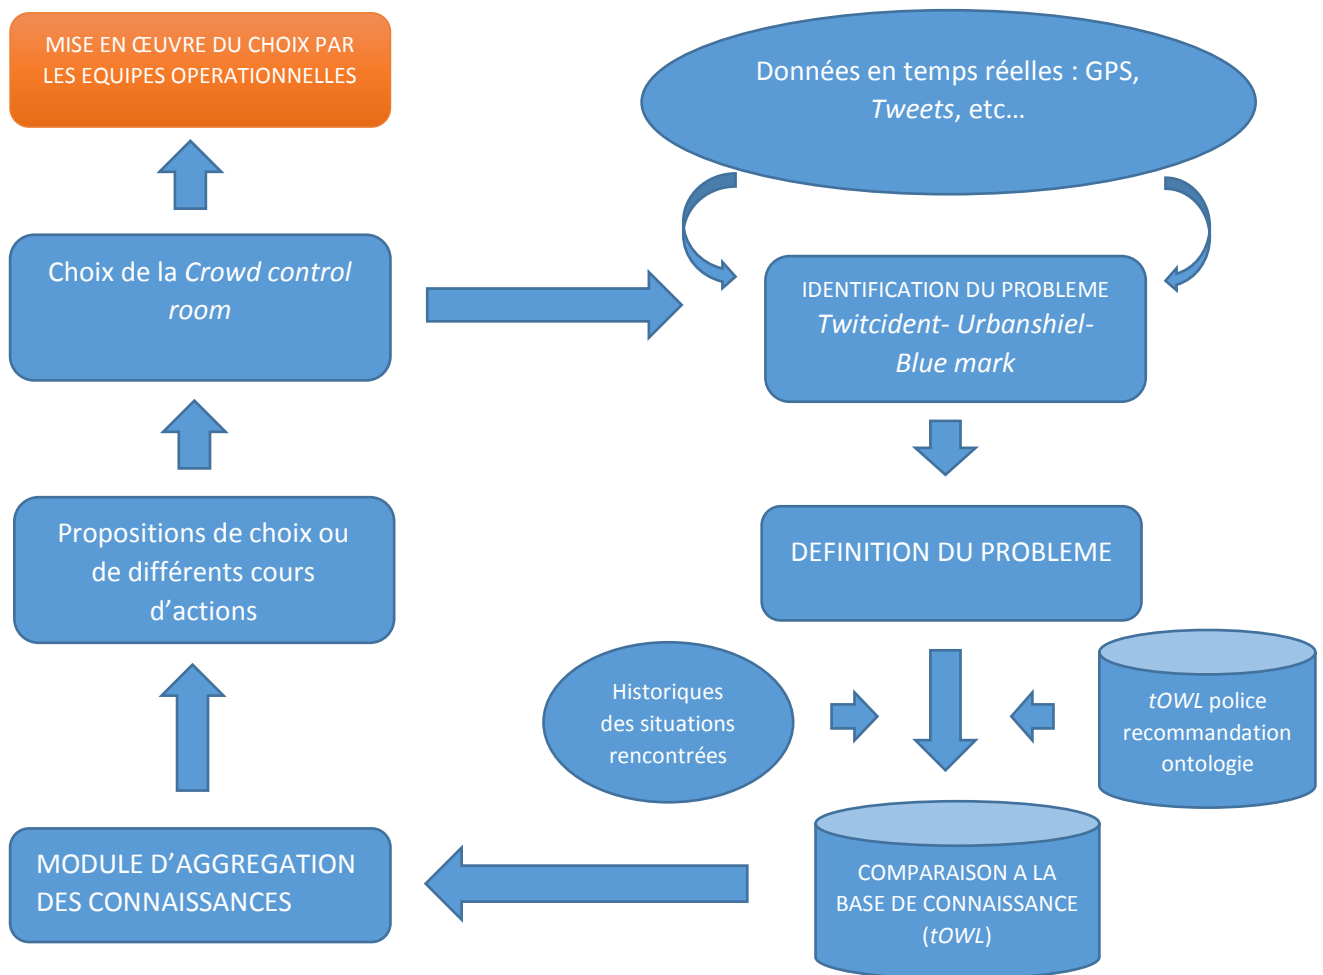 MISE EN ŒUVRE DU CHOIX PAR
LES EQUIPES OPERATIONNELLES
Données en temps réelles : GPS,
Tweets, etc…
Choix de la Crowd control
room
IDENTIFICATION DU PROBLEME
Twitcident- Urbanshiel-
Blue mark
Propositions de choix ou
de différents cours
d’actions
DEFINITION DU PROBLEME
Historiques
des situations
rencontrées
tOWL police
recommandation
ontologie
MODULE D’AGGREGATION
DES CONNAISSANCES
COMPARAISON A LA
BASE DE CONNAISSANCE
(tOWL)